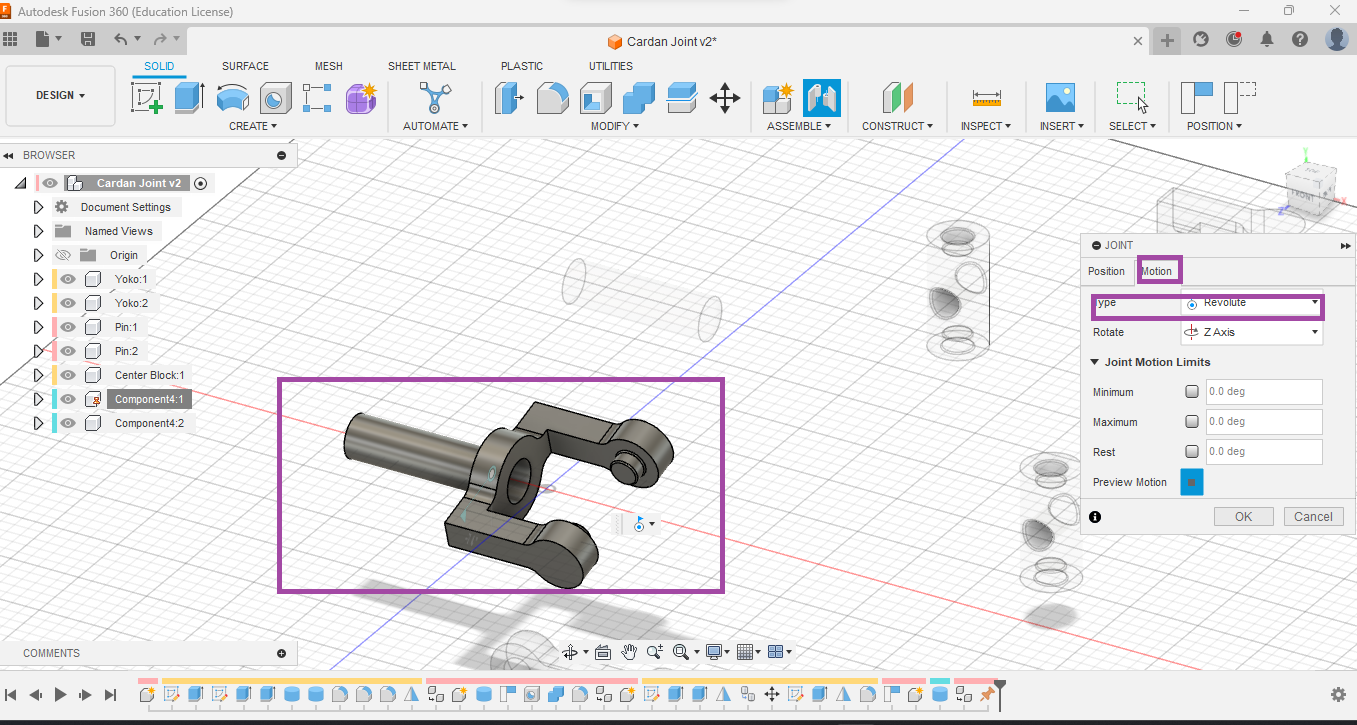 Autodesk Fusion 360 (Education License)
Cardan Joint v2*
DESIGN
SOLID
SURFACE
MESH
SHEET METAL
PLASTIC
UTILITIES
CREATE
AUTOMATE
MODIFY
ASSEMBLE
CONSTRUCT
INSPECT
INSERT
SELECT
POSITION
BROWSER
Cardan Joint v2
Document Settings
Named Views
Origin
Yoko:1
Yoko:2
Pin:1
Pin:2
Center Block:1
Component4:1
Component4:2
FRONT
Z
X
Y
JOINT
Position
Motion
Type
Revolute
Rotate
Z Axis
Joint Motion Limits
Minimum
0.0 deg
Maximum
0.0 deg
Rest
0.0 deg
Preview Motion
OK
Cancel
COMMENTS